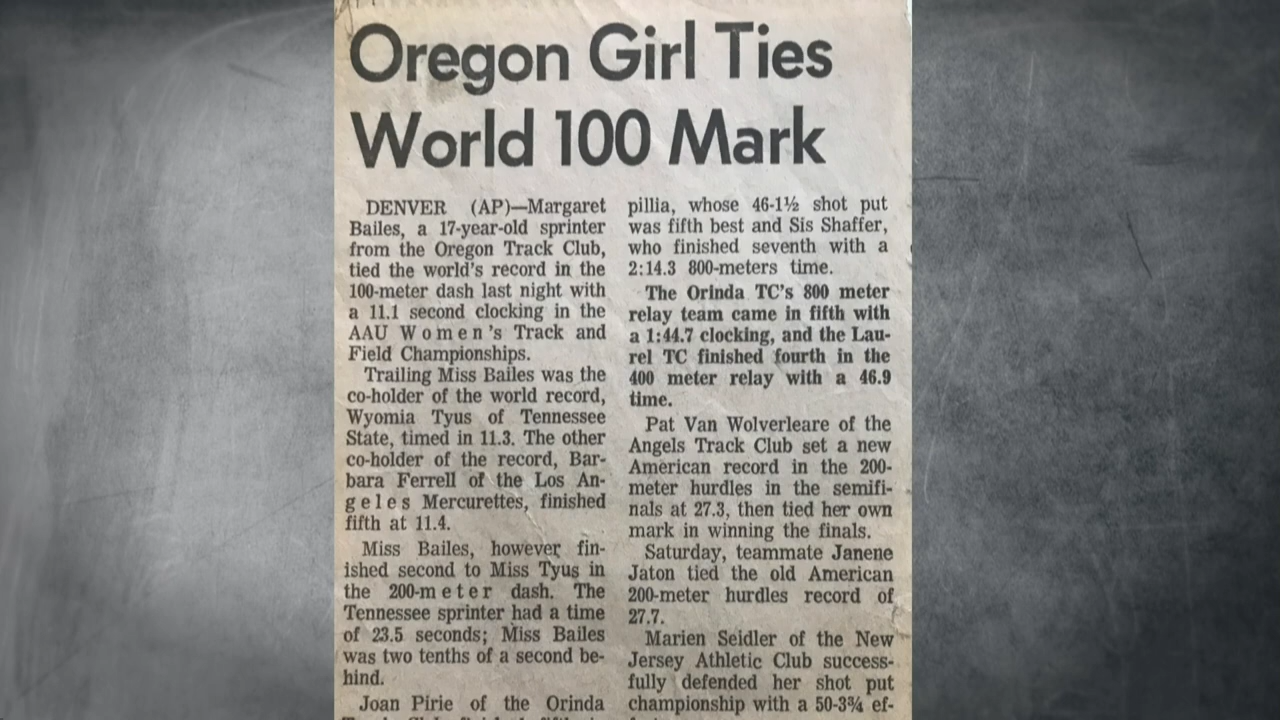 Oregon Girl Ties
World 100 Mark
DENVER (AP)—Margaret
Bailes, a 17-year-old sprinter
from the Oregon Track Club,
tied the world's record in the
100-meter dash last night with
a 11.1 second clocking in the
AAU Women's Track and
Field Championships.
Trailing Miss Bailes was the
co-holder of the world record,
Wyomia Tyus of Tennessee
State, timed in 11.3. The other
co-holder of the record, Bar-
bara Ferrell of the Los An-
geles Mercurettes, finished
fifth at 11.4.
Miss Bailes, however fin-
ished second to Miss Tyus in
the 200-meter dash. The
Tennessee sprinter had a time
of 23.5 seconds; Miss Bailes
was two tenths of a second be-
hind.
Joan Pirie of the Orinda
pillia, whose 46-1½ shot put
was fifth best and Sis Shaffer,
who finished seventh with a
2:14.3 800-meters time.
The Orinda TC's 800 meter
relay team came in fifth with
a 1:44.7 clocking, and the Lau-
rel TC finished fourth in the
400 meter relay with a 46.9
time.
Pat Van Wolverleare of the
Angels Track Club set a new
American record in the 200-
meter hurdles in the semifi-
nals at 27.3, then tied her own
mark in winning the finals.
Saturday, teammate Janene
Jaton tied the old American
200-meter hurdles record of
27.7.
Marien Seidler of the New
Jersey Athletic Club success-
fully defended her shot put
championship with a 50-3¾ ef-